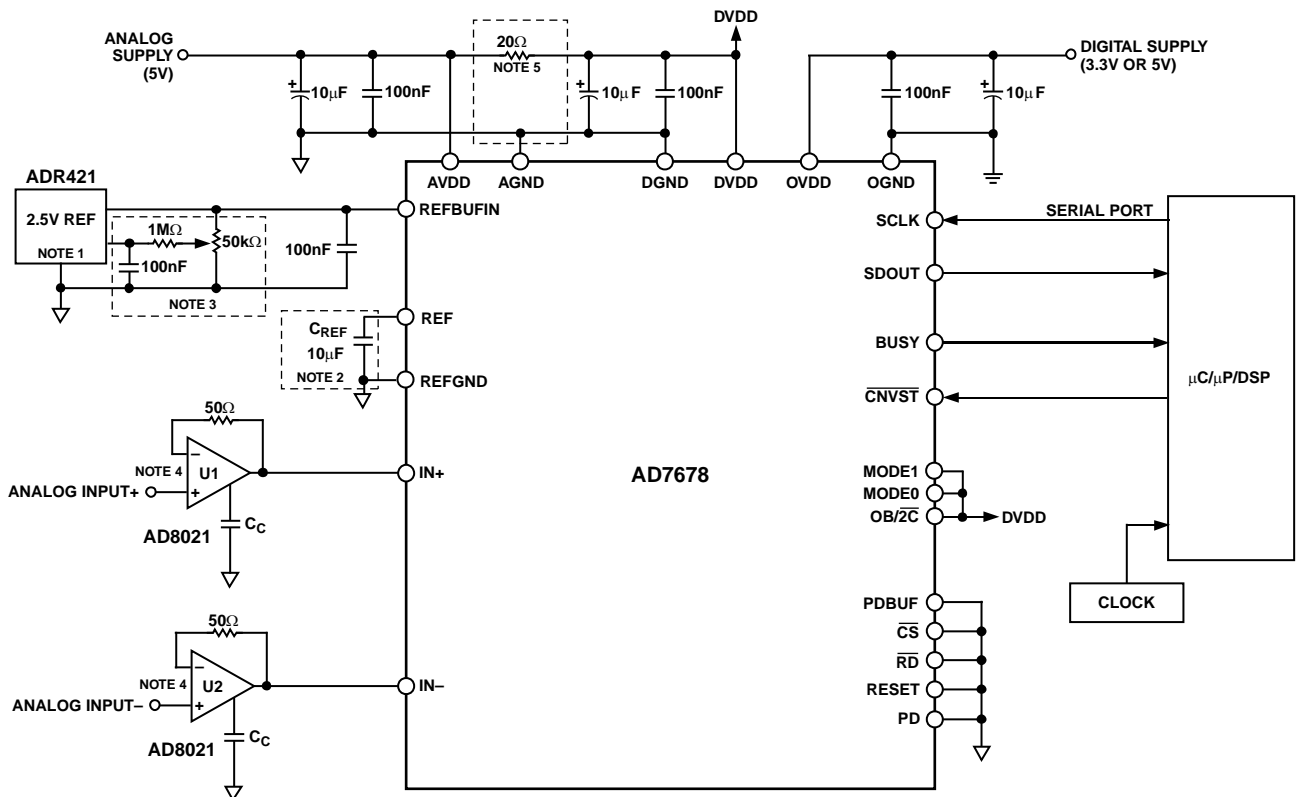 ANALOG
SUPPLY
(5V)
20Ω
NOTE 5
DVDD
DIGITAL SUPPLY
(3.3V OR 5V)
+
10μF
100nF
+
10μF
100nF
100nF
+
10μF
ADR421
2.5V REF
NOTE 1
1MΩ
50kΩ
100nF
NOTE 3
100nF
AVDD
AGND
DGND
DVDD
OVDD
OGND
REFBUFIN
SCLK
SERIAL PORT
SDOUT
REF
CREF
10μF
NOTE 2
REFGND
BUSY
CNVST
μC/μP/DSP
50Ω
−
U1
+
NOTE 4
ANALOG INPUT+
IN+
CC
AD8021
AD7678
MODE1
MODE0
OB/2C
DVDD
CLOCK
PDBUF
CS
RD
RESET
PD
50Ω
−
U2
+
NOTE 4
ANALOG INPUT−
IN−
CC
AD8021